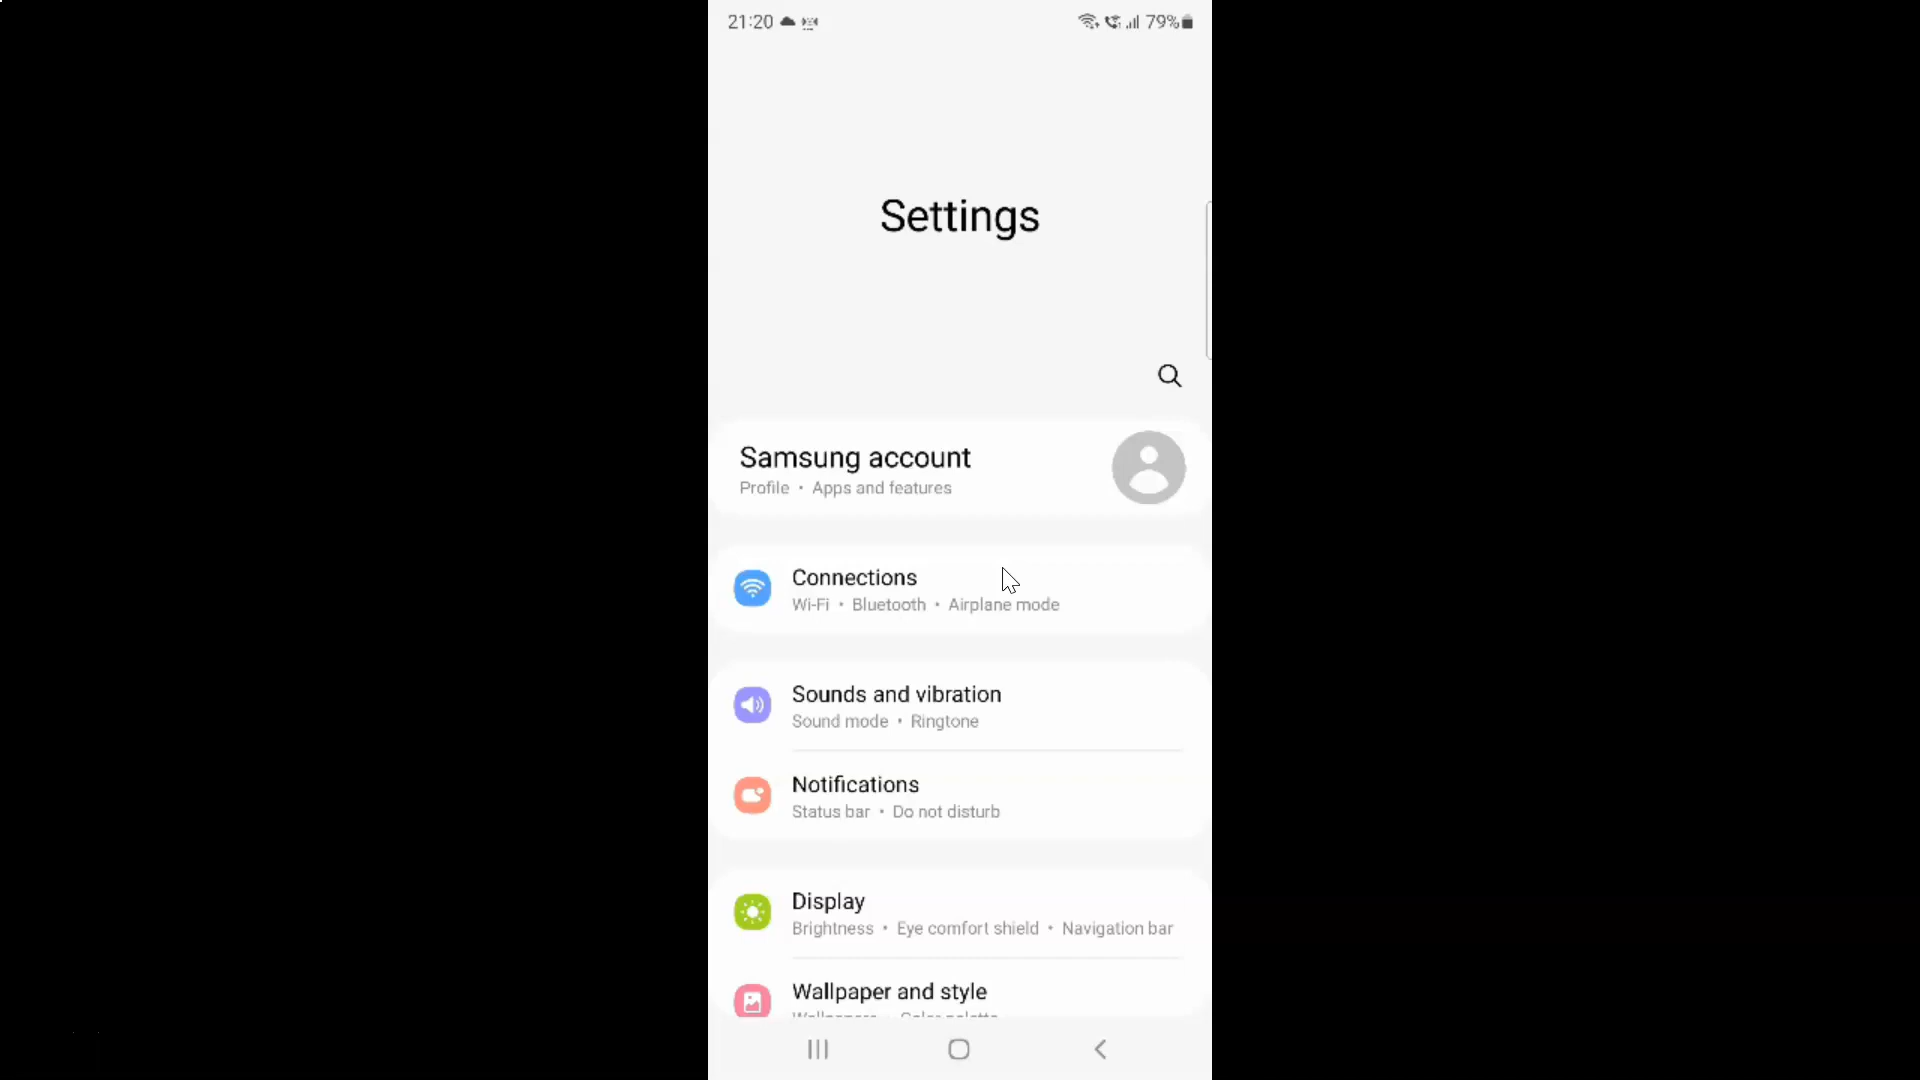 21:20
79%
Settings
Samsung account
Profile • Apps and features
Connections
Wi-Fi • Bluetooth • Airplane mode
Sounds and vibration
Sound mode • Ringtone
Notifications
Status bar • Do not disturb
Display
Brightness • Eye comfort shield • Navigation bar
Wallpaper and style